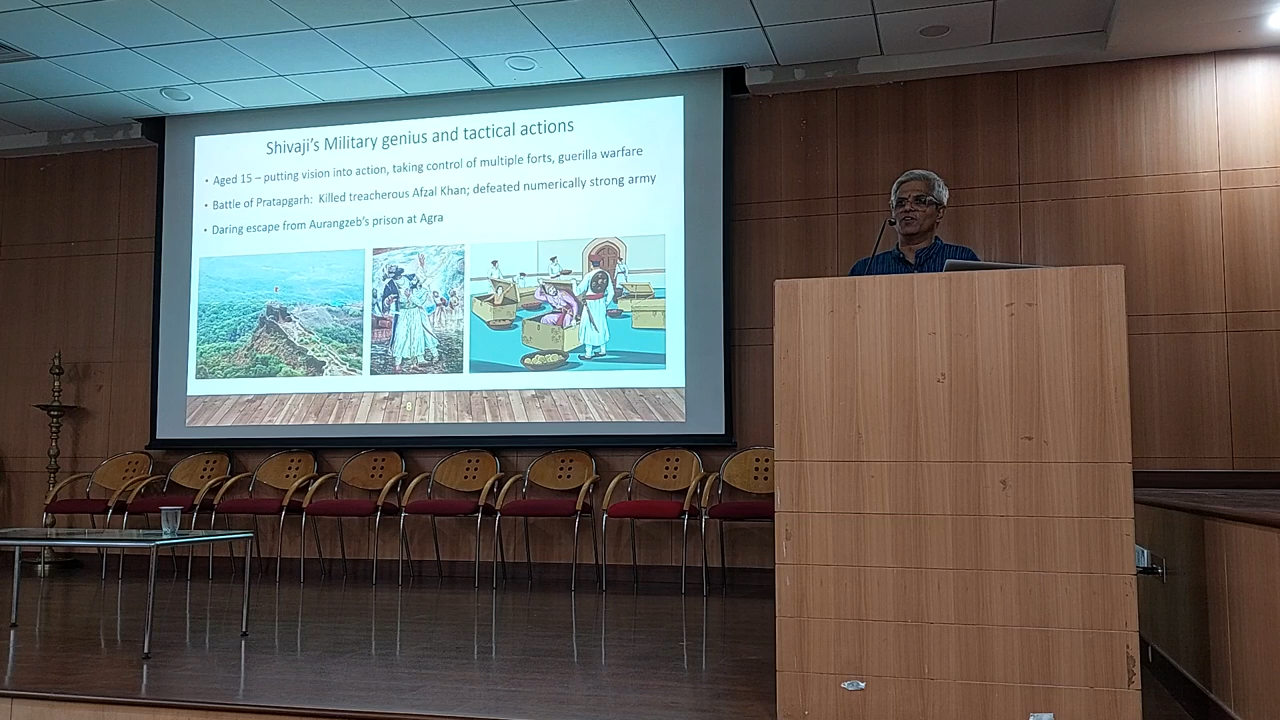 Shivaji's Military genius and tactical actions
• Aged 15 – putting vision into action, taking control of multiple forts, guerilla warfare
• Battle of Pratapgarh: Killed treacherous Afzal Khan; defeated numerically strong army
• Daring escape from Aurangzeb's prison at Agra
8